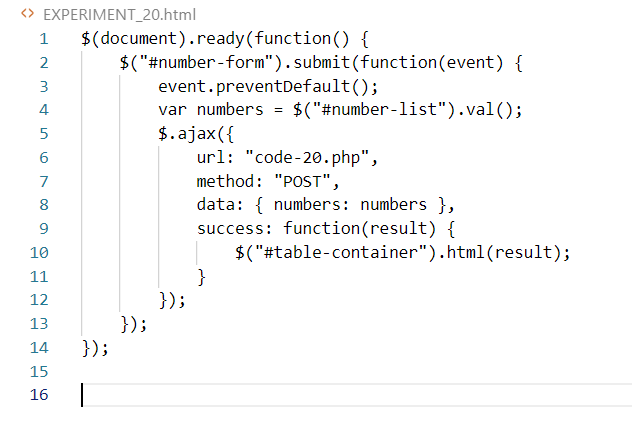 <> EXPERIMENT_20.html
1 $(document).ready(function() {
2     $("#number-form").submit(function(event) {
3         event.preventDefault();
4         var numbers = $("#number-list").val();
5         $.ajax({
6             url: "code-20.php",
7             method: "POST",
8             data: { numbers: numbers },
9             success: function(result) {
10                 $("#table-container").html(result);
11             }
12         });
13     });
14 });
15
16